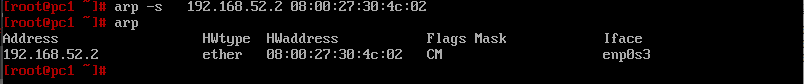 [root@pc1 ~]# arp -s   192.168.52.2 08:00:27:30:4c:02
[root@pc1 ~]# arp
Address                  HWtype  HWaddress           Flags Mask            Iface
192.168.52.2             ether   08:00:27:30:4c:02   CM                    enp0s3
[root@pc1 ~]#